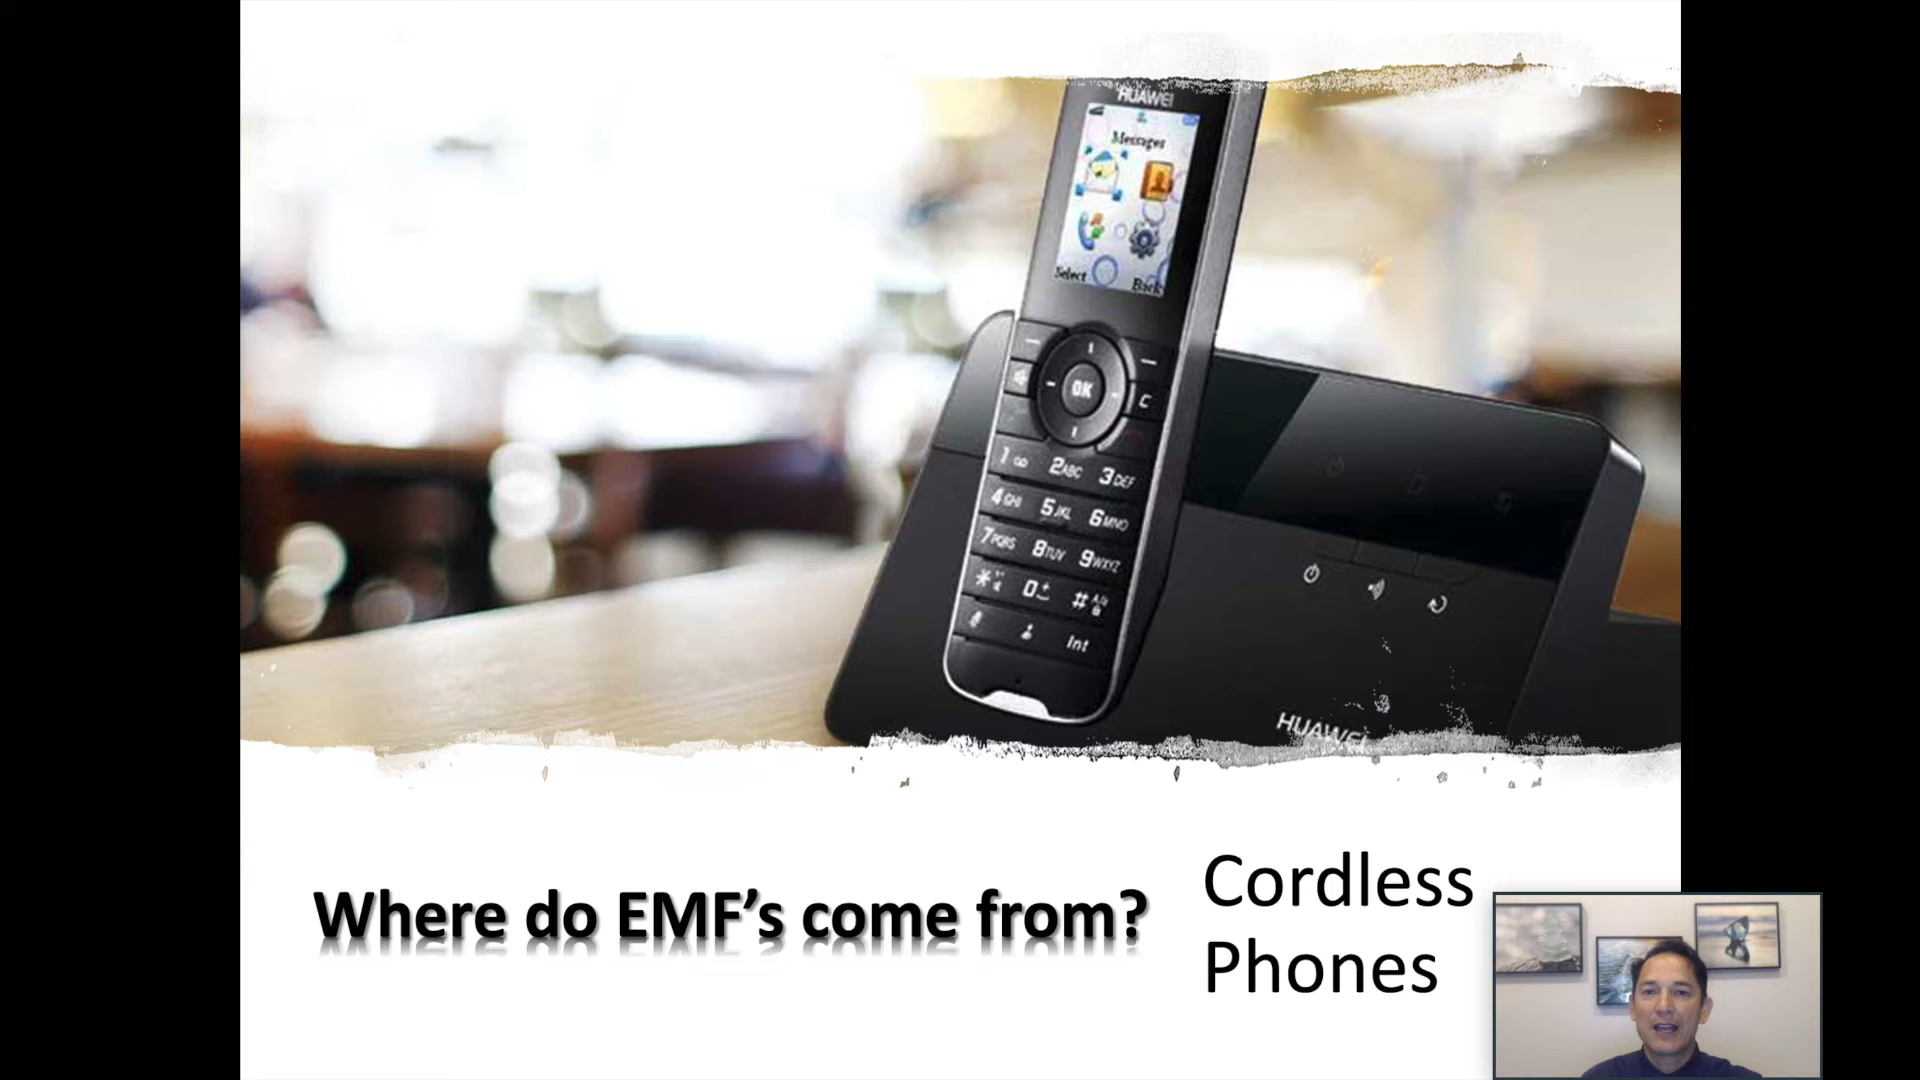 HUAWEI
Messages
Select Back
OK
C
1 2ABC 3DEF
4GHI 5JKL 6MNO
7PQRS 8TUV 9WXYZ
* 0 #
Int
HUAWEI
Where do EMF’s come from?
Cordless
Phones